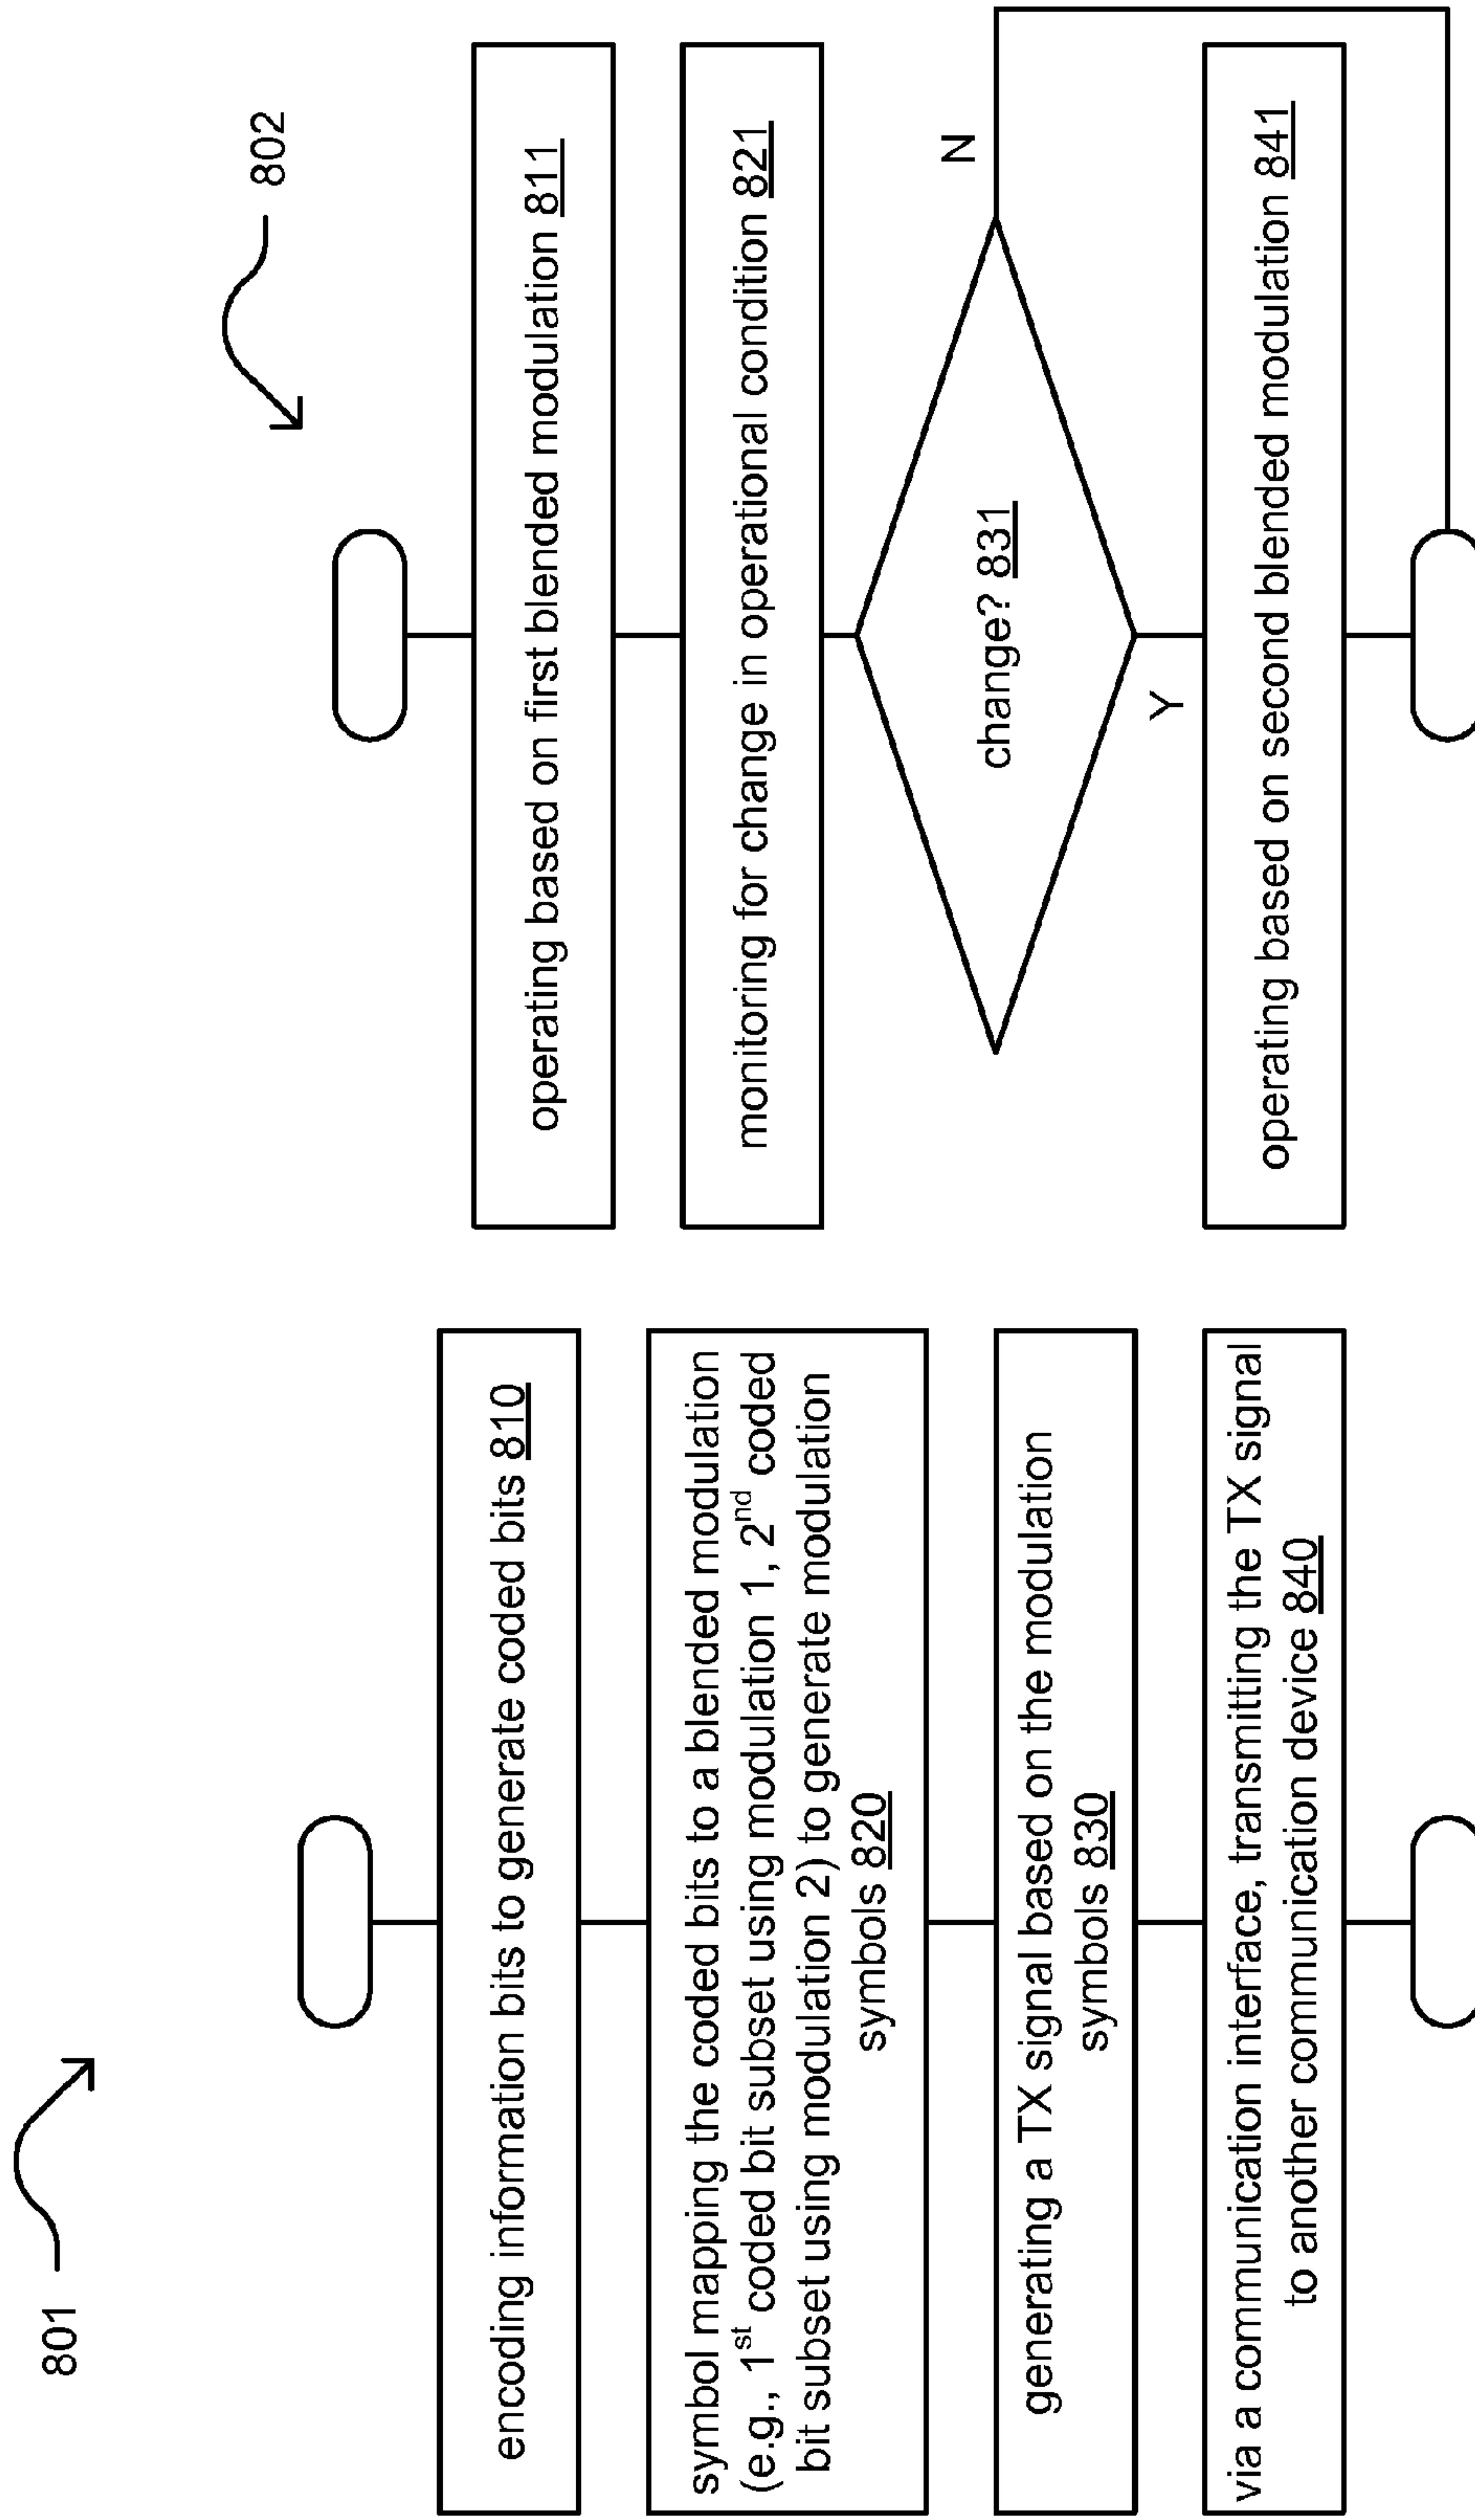 801
encoding information bits to generate coded bits 810
symbol mapping the coded bits to a blended modulation
(e.g., 1st coded bit subset using modulation 1, 2nd coded
bit subset using modulation 2) to generate modulation
symbols 820
generating a TX signal based on the modulation
symbols 830
via a communication interface, transmitting the TX signal
to another communication device 840
802
operating based on first blended modulation 811
monitoring for change in operational condition 821
change? 831
N
Y
operating based on second blended modulation 841